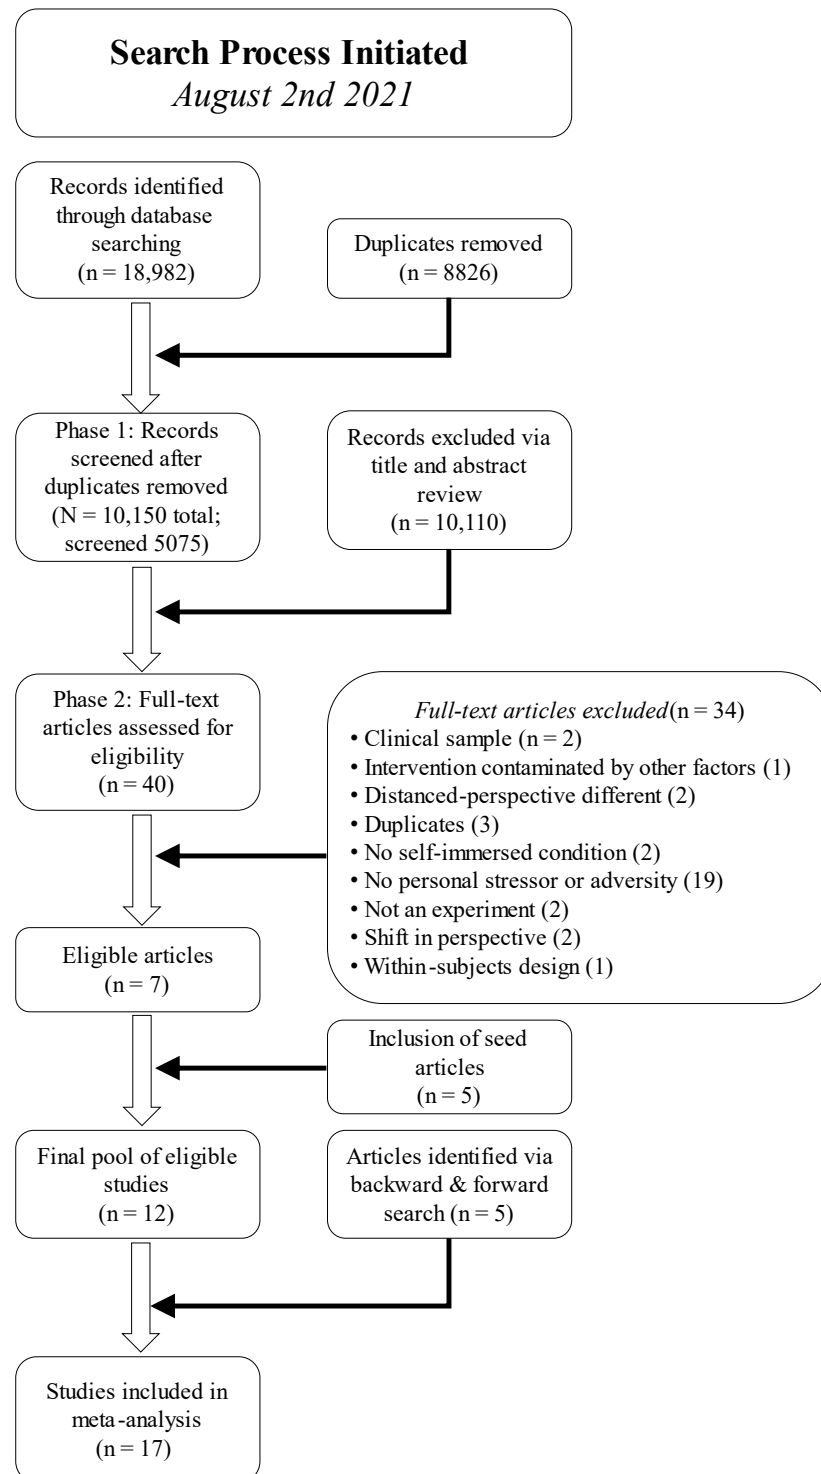 Search Process Initiated
August 2nd 2021
Records identified
through database
searching
(n = 18,982)
Duplicates removed
(n = 8826)
Phase 1: Records
screened after
duplicates removed
(N = 10,150 total;
screened 5075)
Records excluded via
title and abstract
review
(n = 10,110)
Phase 2: Full-text
articles assessed for
eligibility
(n = 40)
Full-text articles excluded(n = 34)
• Clinical sample (n = 2)
• Intervention contaminated by other factors (1)
• Distanced-perspective different (2)
• Duplicates (3)
• No self-immersed condition (2)
• No personal stressor or adversity (19)
• Not an experiment (2)
• Shift in perspective (2)
• Within-subjects design (1)
Eligible articles
(n = 7)
Inclusion of seed
articles
(n = 5)
Final pool of eligible
studies
(n = 12)
Articles identified via
backward & forward
search (n = 5)
Studies included in
meta-analysis
(n = 17)